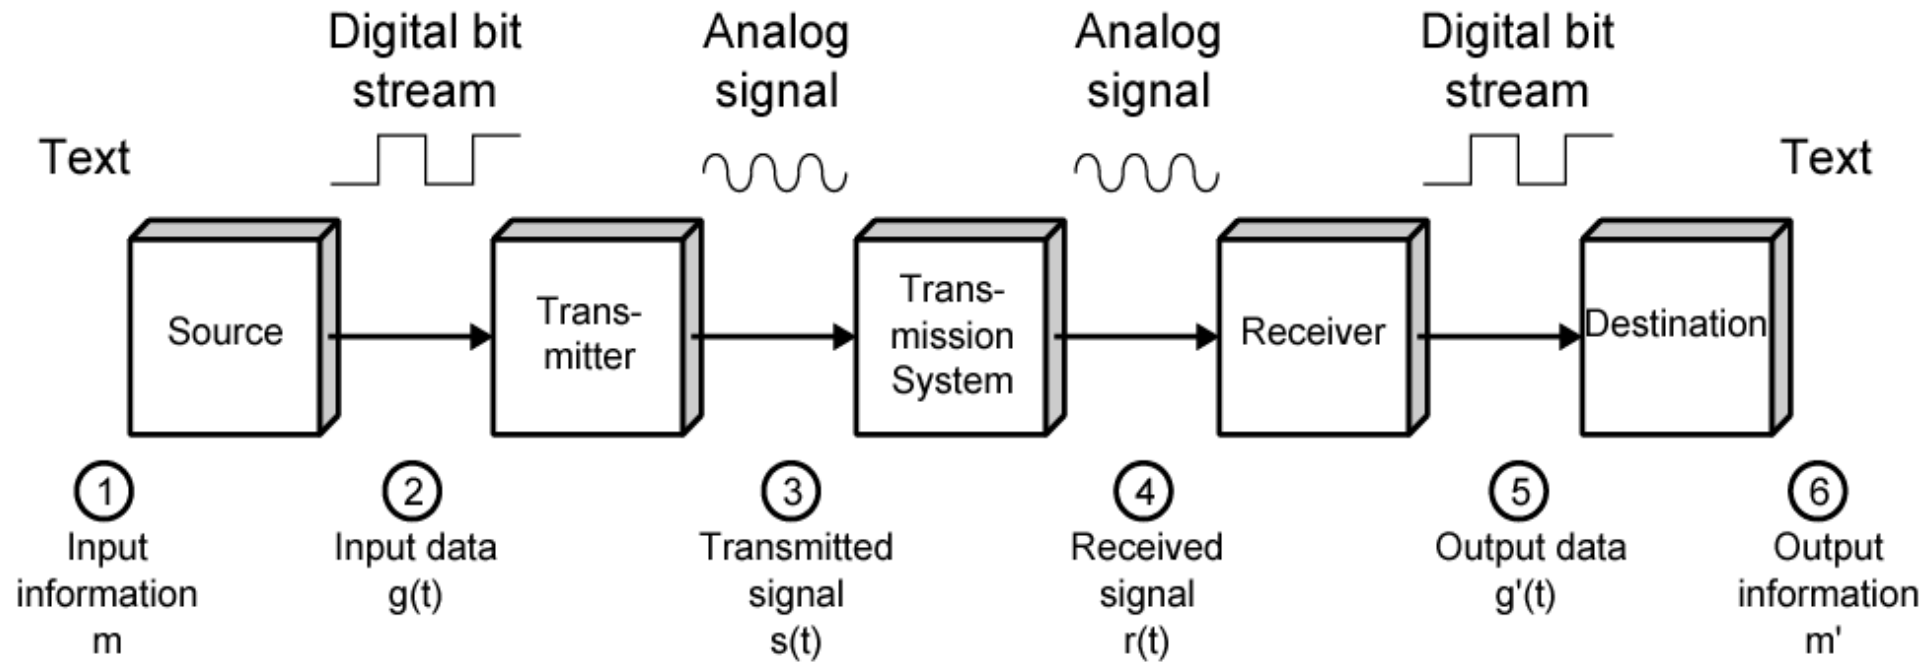 Digital bit
stream
Analog
signal
Analog
signal
Digital bit
stream
Text
Text
Source
Trans-
mitter
Trans-
mission
System
Receiver
Destination
1
Input
information
m
2
Input data
g(t)
3
Transmitted
signal
s(t)
4
Received
signal
r(t)
5
Output data
g'(t)
6
Output
information
m'